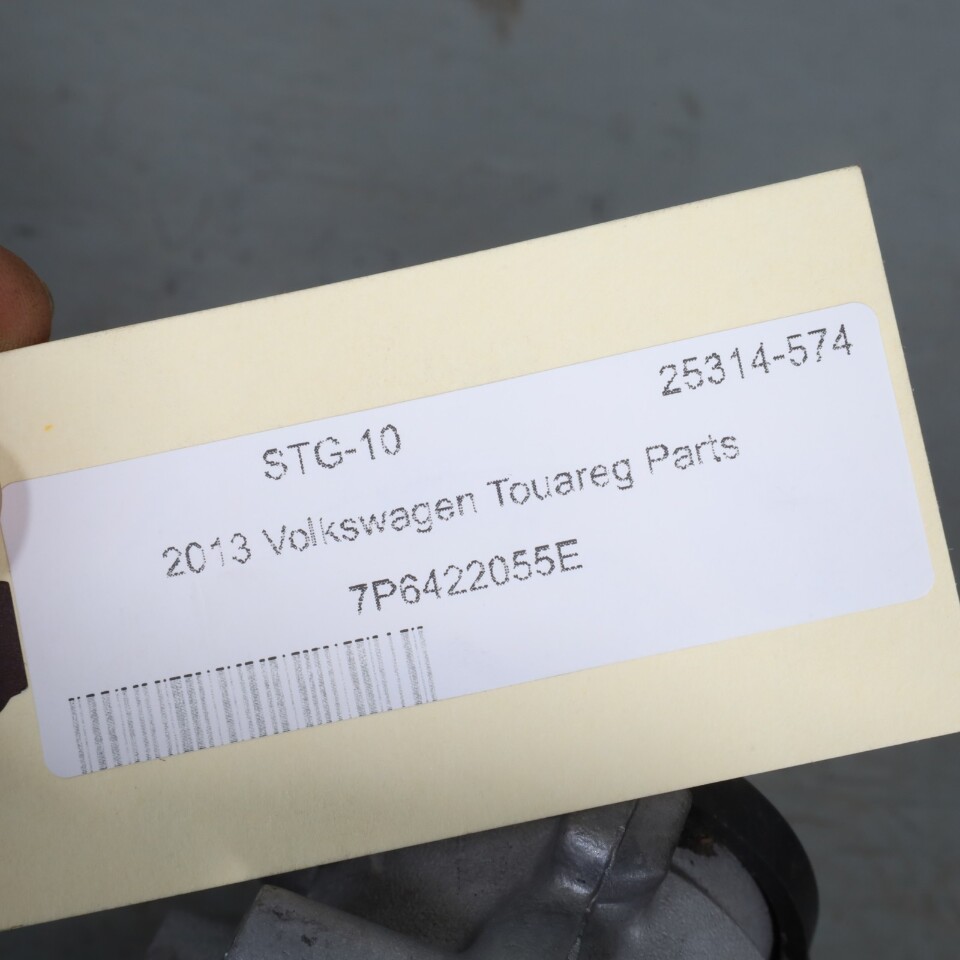 25314-574
STG-10
2013 Volkswagen Touareg Parts
7P6422055E